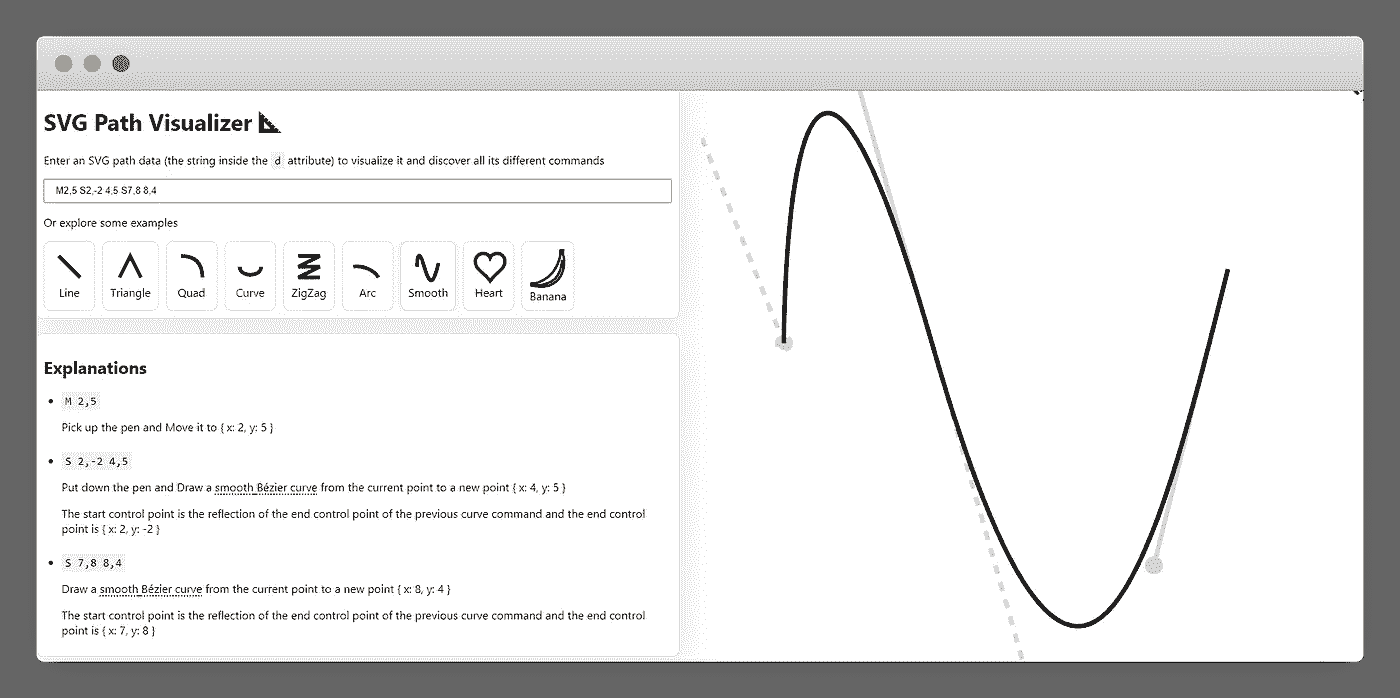 SVG Path Visualizer
Enter an SVG path data (the string inside the d attribute) to visualize it and discover all its different commands
M2,5 S2,-2 4,5 S7,8 8,4
Or explore some examples
Line Triangle Quad Curve ZigZag Arc Smooth Heart Banana
Explanations
M 2,5
Pick up the pen and Move it to { x: 2, y: 5 }
S 2,-2 4,5
Put down the pen and Draw a smooth Bézier curve from the current point to a new point { x: 4, y: 5 }
The start control point is the reflection of the end control point of the previous curve command and the end control
point is { x: 2, y: -2 }
S 7,8 8,4
Draw a smooth Bézier curve from the current point to a new point { x: 8, y: 4 }
The start control point is the reflection of the end control point of the previous curve command and the end control
point is { x: 7, y: 8 }